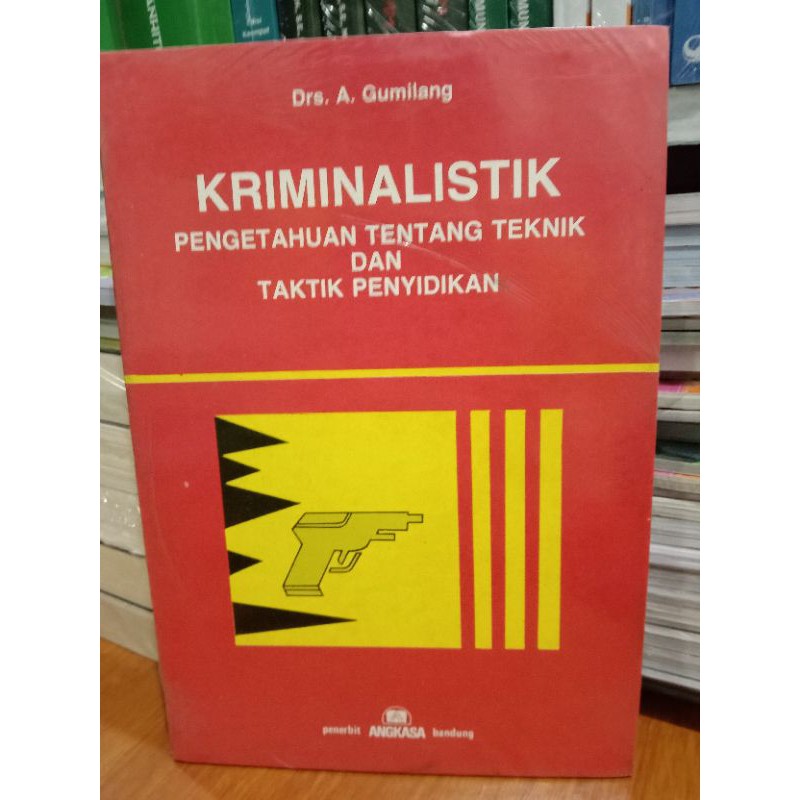 Drs. A. Gumilang
KRIMINALISTIK
PENGETAHUAN TENTANG TEKNIK
DAN
TAKTIK PENYIDIKAN
penerbit ANGKASA bandung